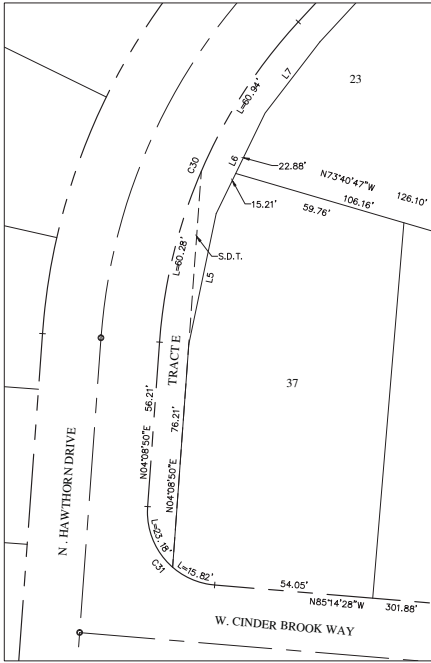 23
L7
L=60.94'
C30
L6
22.88'
N73°40'47"W
126.10'
106.16'
59.76'
15.21'
S.D.T.
L=60.28'
L5
TRACT E
37
56.21'
76.21'
N04°08'50"E
N04°08'50"E
N. HAWTHORN DRIVE
L=23.18'
C31
L=15.82'
54.05'
N85°14'28"W
301.88'
W. CINDER BROOK WAY